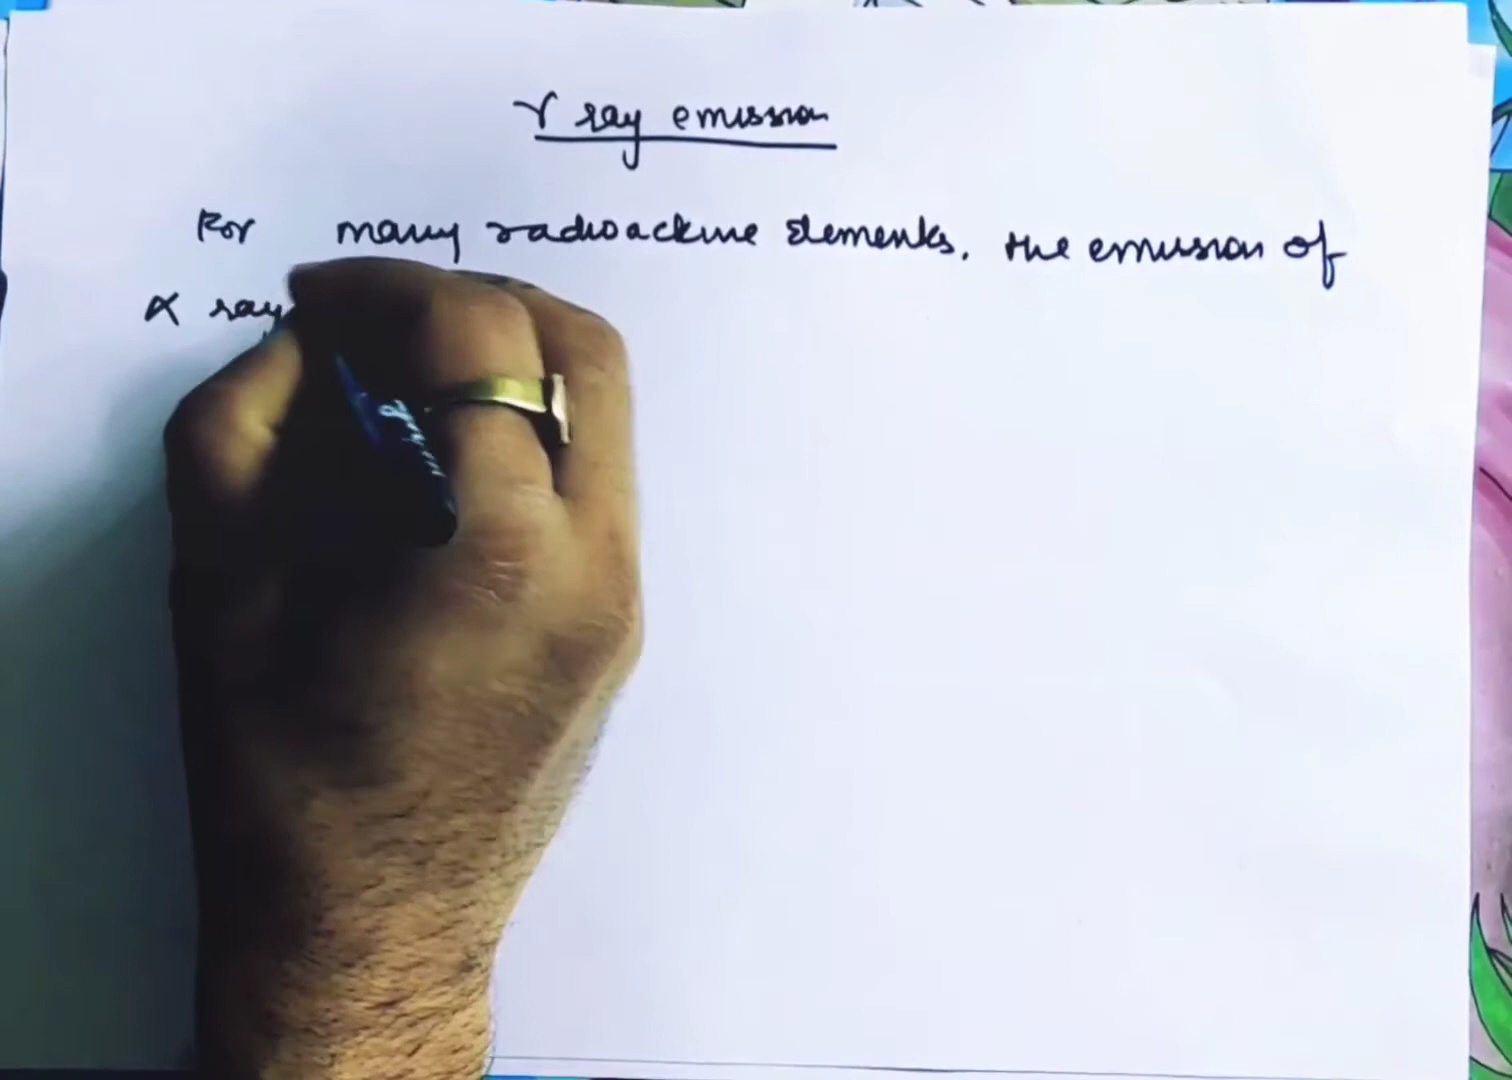 γ ray emission
For many radioactive elements, the emission of
α ray